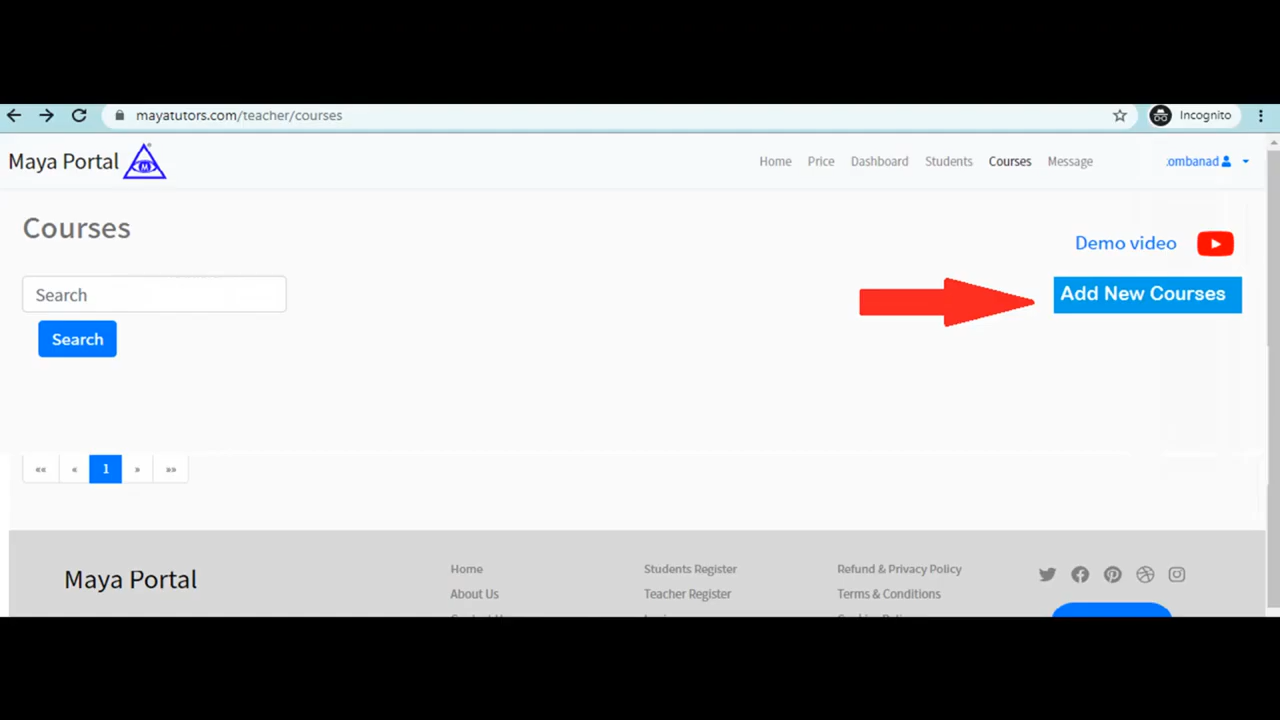 mayatutors.com/teacher/courses
Incognito
Maya Portal
M
Home Price Dashboard Students Courses Message
.ombanad
Courses
Demo video
Search
Add New Courses
Search
«« « 1 » »»
Maya Portal
Home
Students Register
Refund & Privacy Policy
About Us
Teacher Register
Terms & Conditions